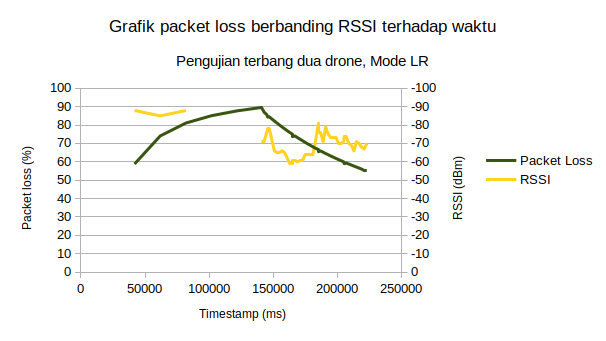 Grafik packet loss berbanding RSSI terhadap waktu
Pengujian terbang dua drone, Mode LR
100
90
80
70
60
50
40
30
20
10
0
Packet loss (%)
-100
-90
-80
-70
-60
-50
-40
-30
-20
-10
0
RSSI (dBm)
0 50000 100000 150000 200000 250000
Timestamp (ms)
Packet Loss
RSSI